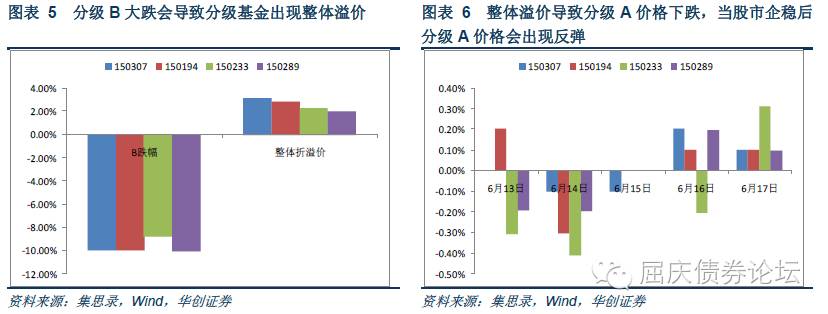 图表 5 分级 B 大跌会导致分级基金出现整体溢价
150307 150194 150233 150289
4.00%
2.00%
0.00%
-2.00%
-4.00%
-6.00%
-8.00%
-10.00%
-12.00%
B跌幅 整体折溢价
资料来源：集思录，Wind，华创证券
图表 6 整体溢价导致分级 A 价格下跌，当股市企稳后
分级 A 价格会出现反弹
150307 150194 150233 150289
0.40%
0.30%
0.20%
0.10%
0.00%
-0.10%
-0.20%
-0.30%
-0.40%
-0.50%
6月13日 6月14日 6月15日 6月16日 6月17日
屈庆债券论坛
资料来源：集思录，Wind，华创证券